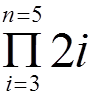 n=5
∏ 2i
i=3